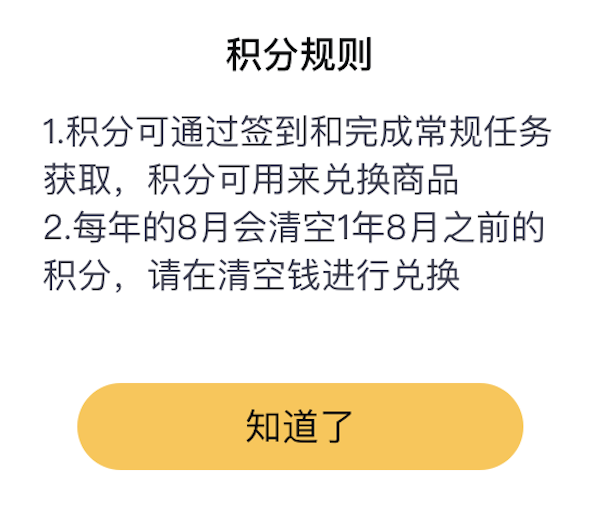 积分规则
1.积分可通过签到和完成常规任务
获取，积分可用来兑换商品
2.每年的8月会清空1年8月之前的
积分，请在清空钱进行兑换
知道了